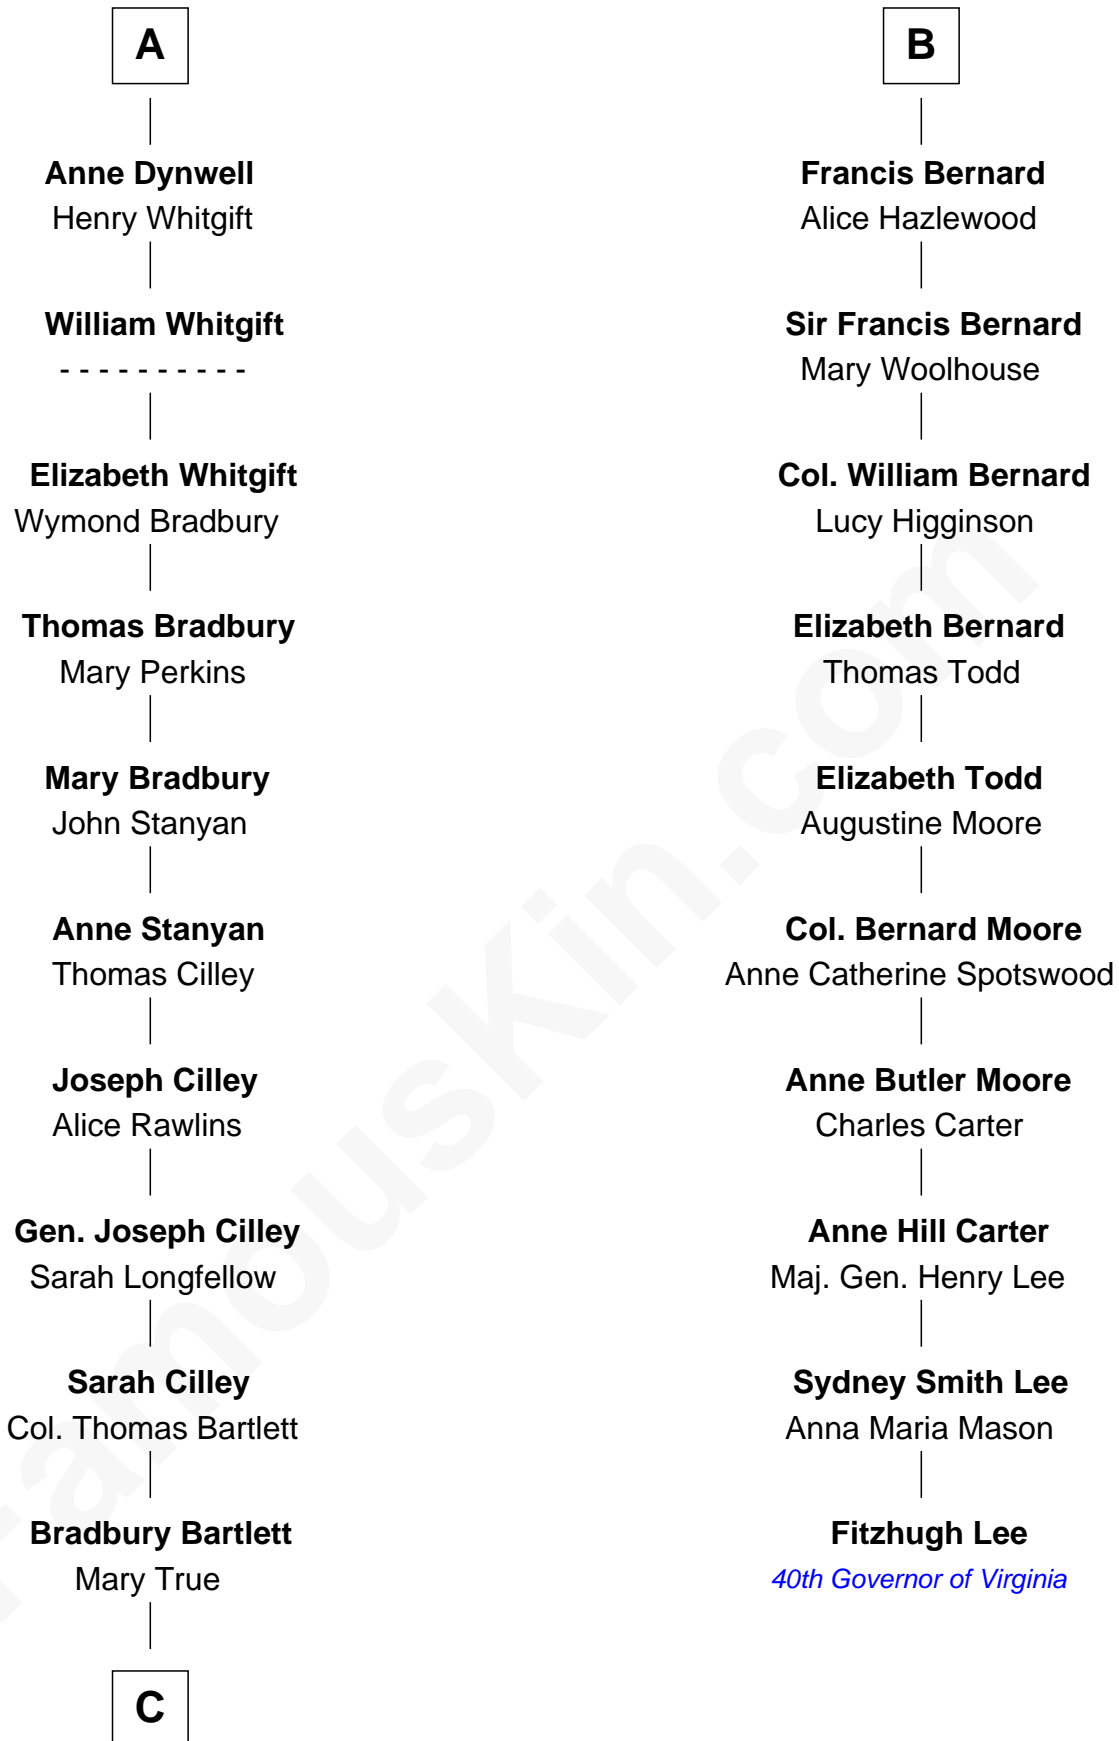 A
Anne Dynwell
Henry Whitgift
William Whitgift
- - - - - - - - - -
Elizabeth Whitgift
Wymond Bradbury
Thomas Bradbury
Mary Perkins
Mary Bradbury
John Stanyan
Anne Stanyan
Thomas Cilley
Joseph Cilley
Alice Rawlins
Gen. Joseph Cilley
Sarah Longfellow
Sarah Cilley
Col. Thomas Bartlett
Bradbury Bartlett
Mary True
C
B
Francis Bernard
Alice Hazlewood
Sir Francis Bernard
Mary Woolhouse
Col. William Bernard
Lucy Higginson
Elizabeth Bernard
Thomas Todd
Elizabeth Todd
Augustine Moore
Col. Bernard Moore
Anne Catherine Spotswood
Anne Butler Moore
Charles Carter
Anne Hill Carter
Maj. Gen. Henry Lee
Sydney Smith Lee
Anna Maria Mason
Fitzhugh Lee
40th Governor of Virginia
FamousKin.com